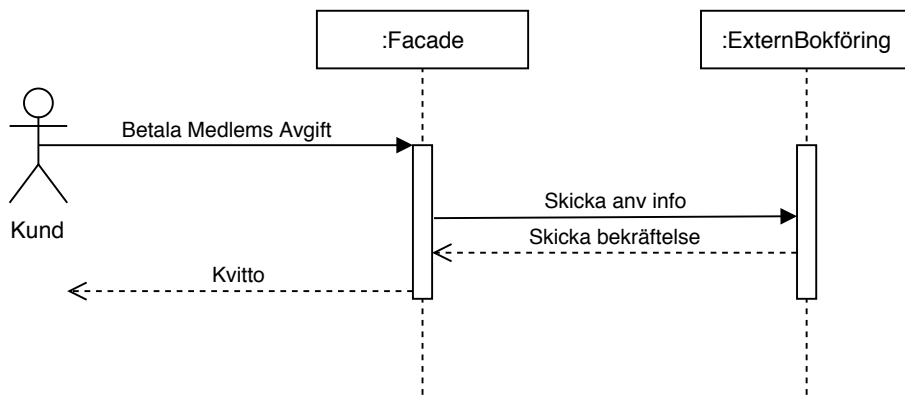 :Facade
:ExternBokföring
Betala Medlems Avgift
Kund
Skicka anv info
Skicka bekräftelse
Kvitto